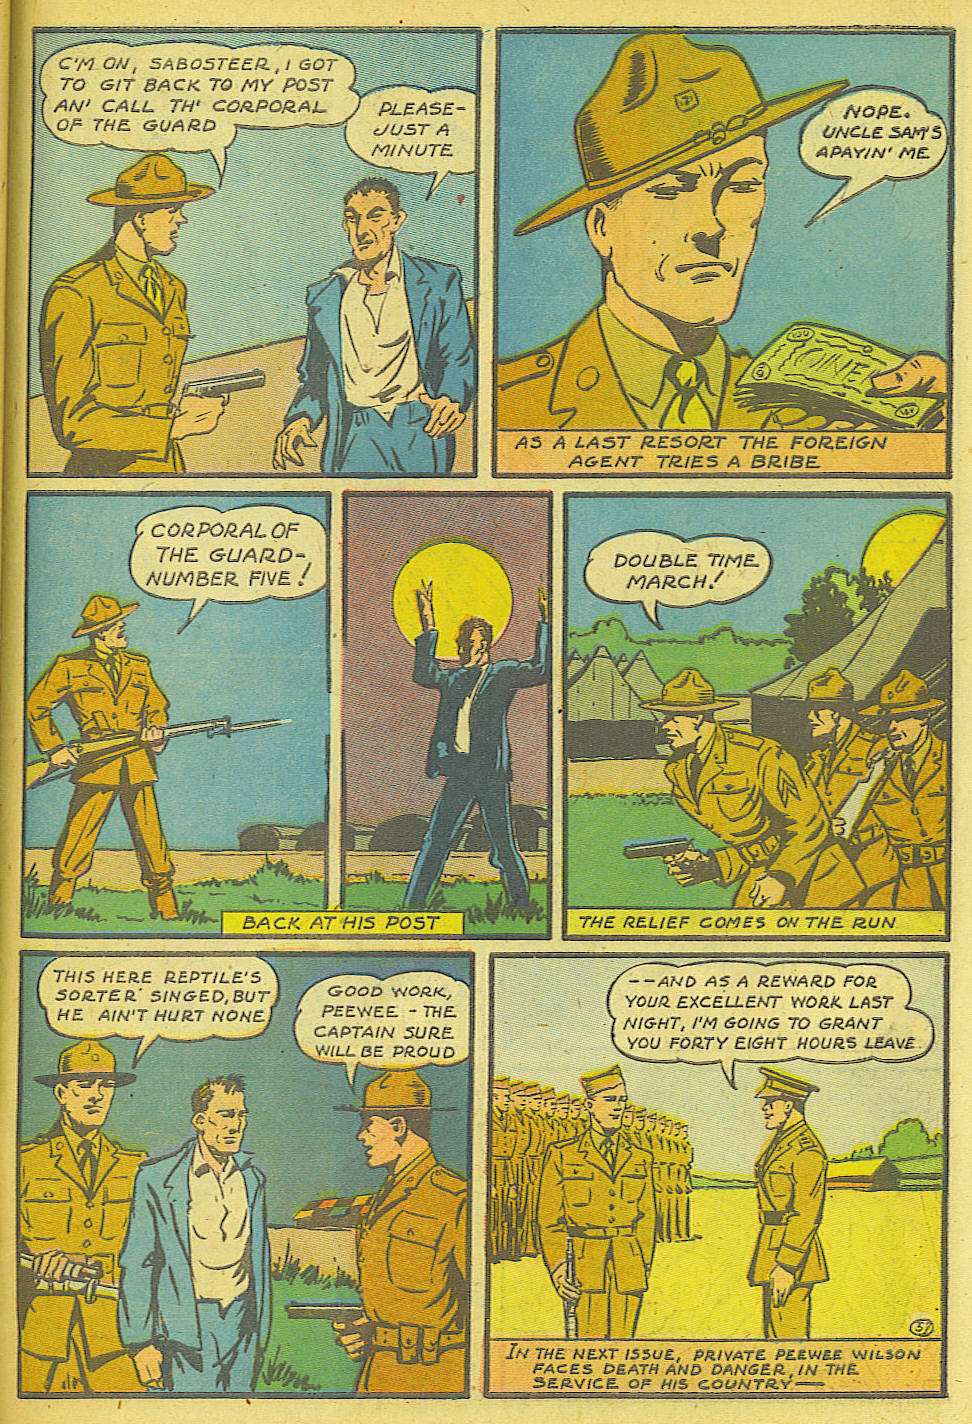 C'M ON, SABOSTEER, I GOT
TO GIT BACK TO MY POST
AN' CALL TH' CORPORAL
OF THE GUARD
PLEASE-
JUST A
MINUTE
NOPE.
UNCLE SAM'S
APAYIN' ME
AS A LAST RESORT THE FOREIGN
AGENT TRIES A BRIBE
CORPORAL OF
THE GUARD-
NUMBER FIVE!
BACK AT HIS POST
DOUBLE TIME
MARCH!
THE RELIEF COMES ON THE RUN
THIS HERE REPTILE'S
SORTER SINGED, BUT
HE AIN'T HURT NONE
GOOD WORK,
PEEWEE - THE
CAPTAIN SURE
WILL BE PROUD
--AND AS A REWARD FOR
YOUR EXCELLENT WORK LAST
NIGHT, I'M GOING TO GRANT
YOU FORTY EIGHT HOURS LEAVE
57
IN THE NEXT ISSUE, PRIVATE PEEWEE WILSON
FACES DEATH AND DANGER, IN THE
SERVICE OF HIS COUNTRY—